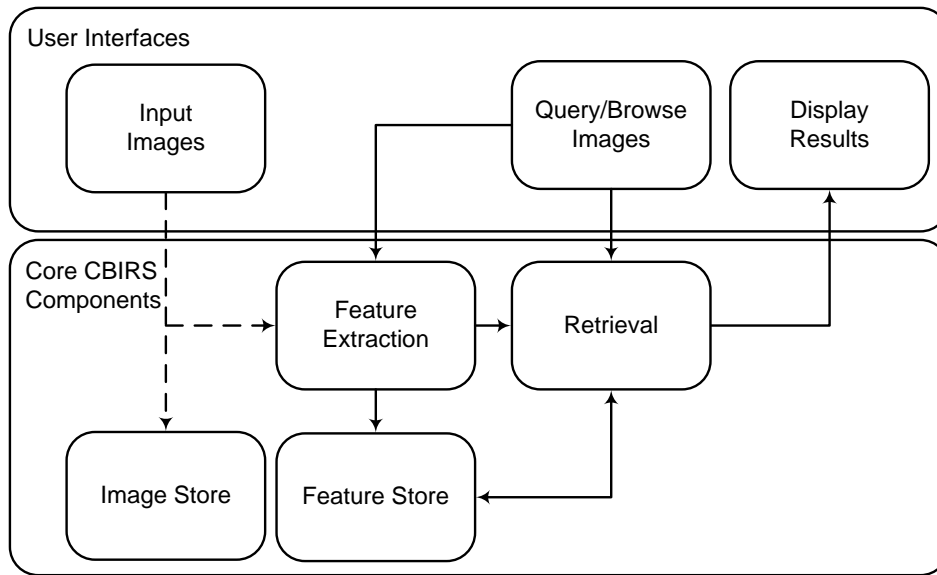 User Interfaces
Input
Images
Query/Browse
Images
Display
Results
Core CBIRS
Components
Feature
Extraction
Retrieval
Image Store
Feature Store